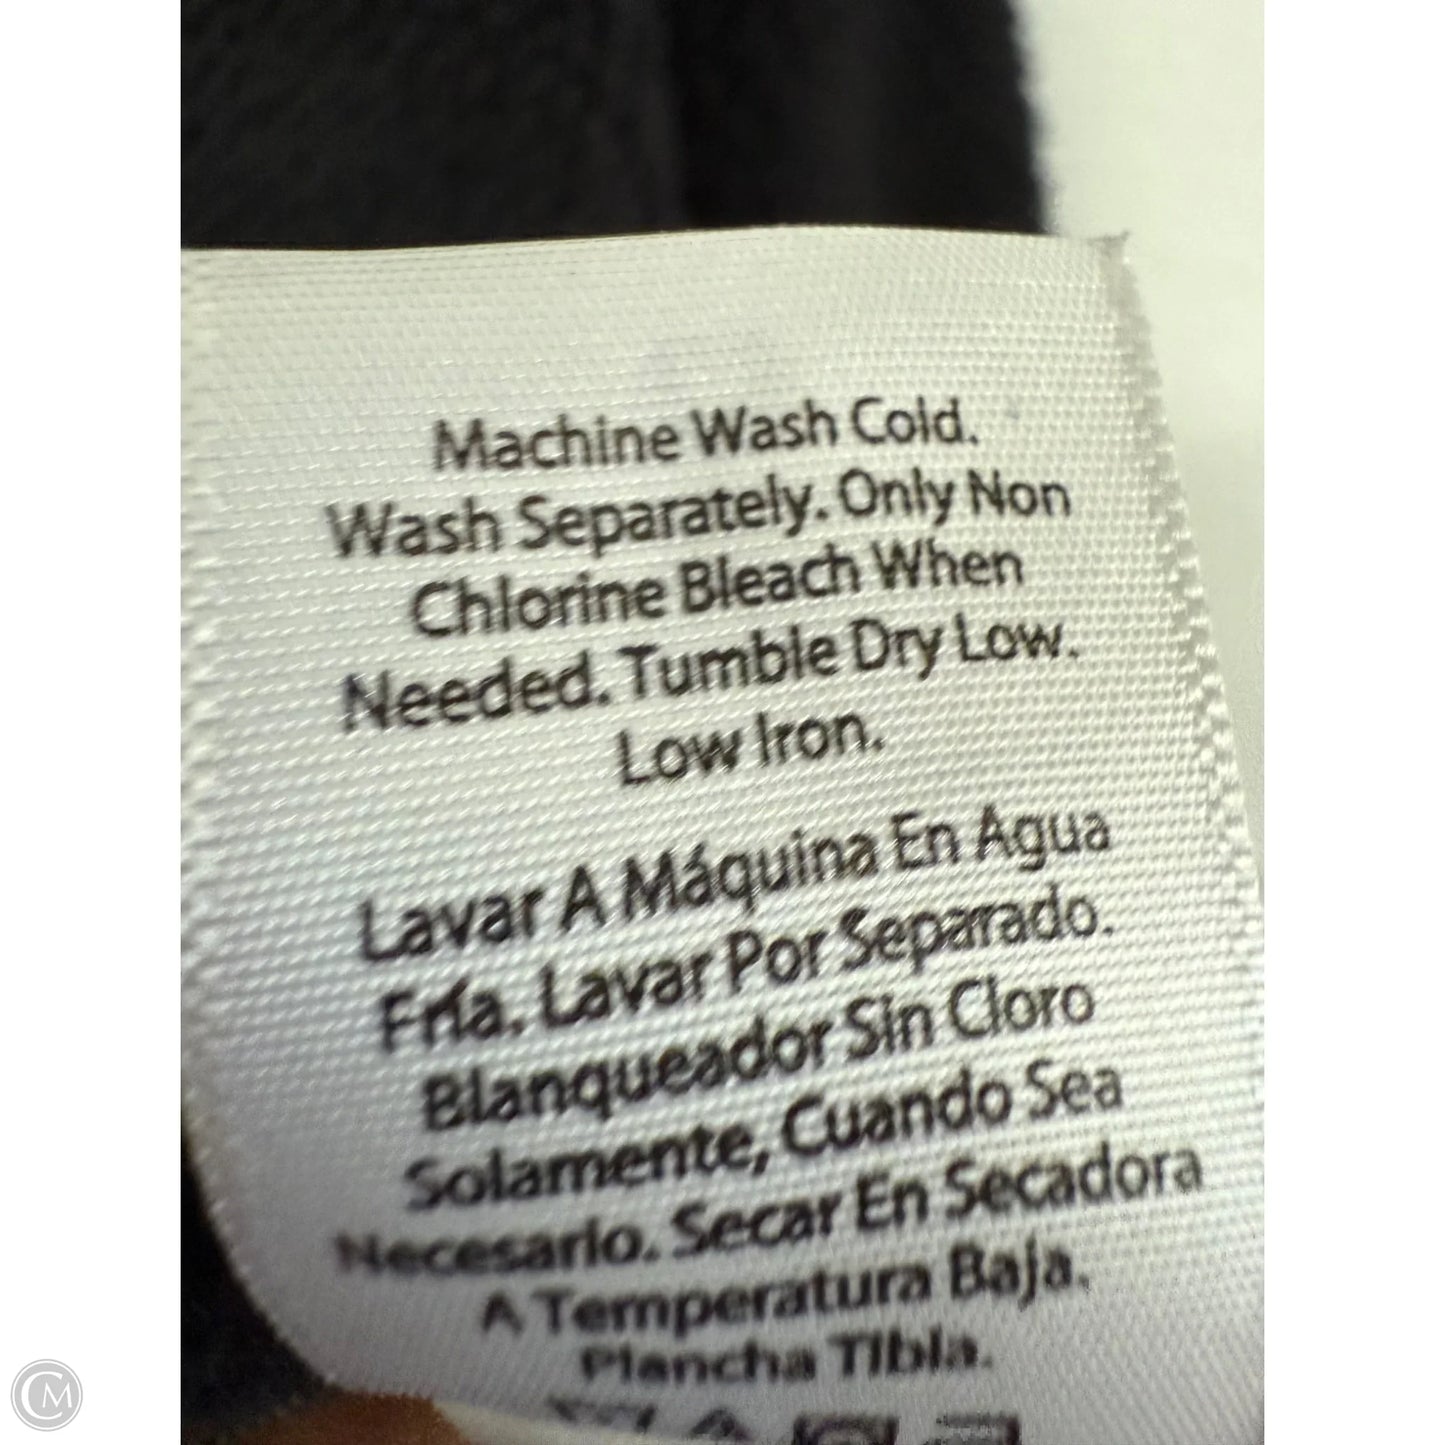 Machine Wash Cold.
Wash Separately. Only Non
Chlorine Bleach When
Needed. Tumble Dry Low.
Low Iron.
Lavar A Máquina En Agua
Fría. Lavar Por Separado.
Blanqueador Sin Cloro
Solamente, Cuando Sea
Necesario. Secar En Secadora
A Temperatura Baja.
Plancha Tibia.
CM